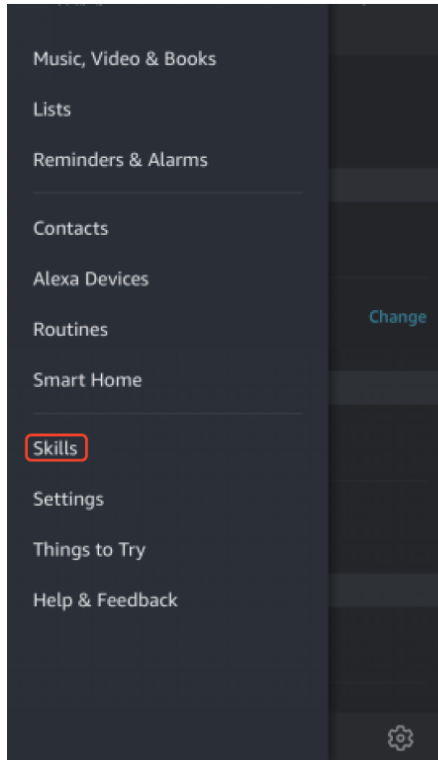 Music, Video & Books
Lists
Reminders & Alarms
Contacts
Alexa Devices
Change
Routines
Smart Home
Skills
Settings
Things to Try
Help & Feedback